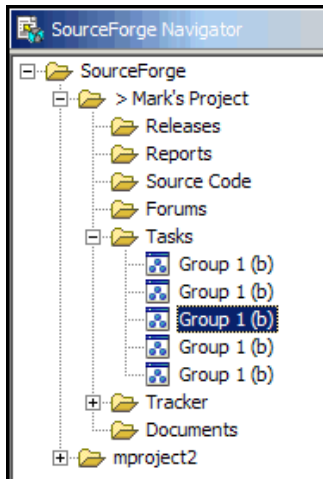 SourceForge Navigator
SourceForge
> Mark's Project
Releases
Reports
Source Code
Forums
Tasks
Group 1 (b)
Group 1 (b)
Group 1 (b)
Group 1 (b)
Group 1 (b)
Tracker
Documents
mproject2